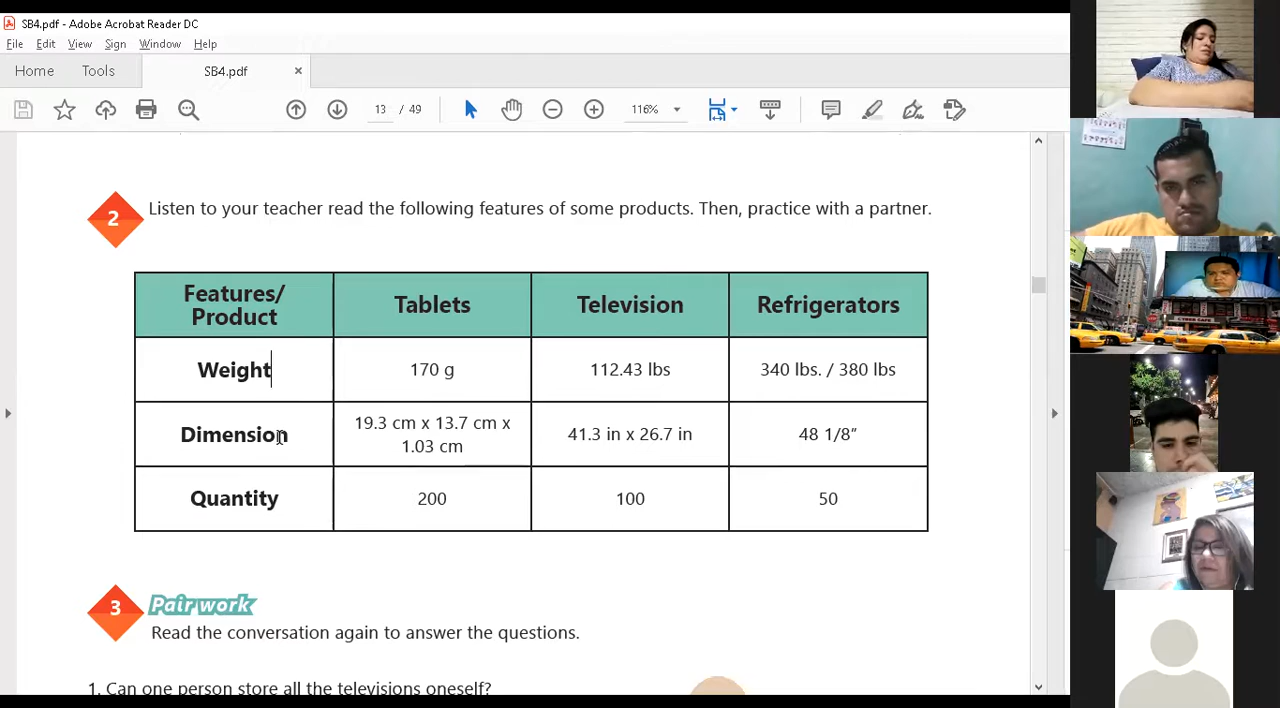 SB4.pdf - Adobe Acrobat Reader DC
File Edit View Sign Window Help
Home Tools SB4.pdf ×
13 / 49 116%
2 Listen to your teacher read the following features of some products. Then, practice with a partner.
Features/ Product Tablets Television Refrigerators
Weight 170 g 112.43 lbs 340 lbs. / 380 lbs
Dimension 19.3 cm x 13.7 cm x 1.03 cm 41.3 in x 26.7 in 48 1/8”
Quantity 200 100 50
3 Pair work
Read the conversation again to answer the questions.
1. Can one person store all the televisions oneself?